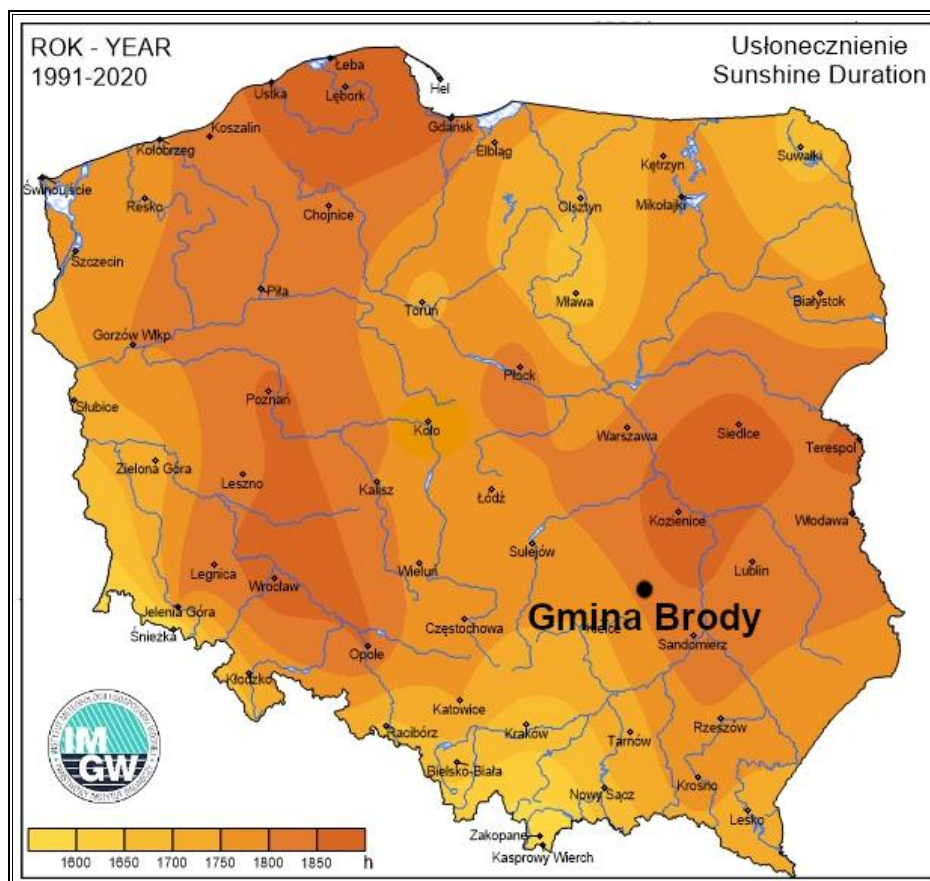 ROK - YEAR
1991-2020
Usłonecznienie
Sunshine Duration
Łeba
Ustka
Lębork
Hel
Koszalin
Gdańsk
Kołobrzeg
Elbląg
Kętrzyn
Suwałki
Świnoujście
Resko
Chojnice
Olsztyn
Mikołajki
Szczecin
Piła
Toruń
Mława
Białystok
Gorzów Wlkp.
Płock
Słubice
Poznań
Koło
Warszawa
Siedlce
Terespol
Zielona Góra
Leszno
Kalisz
Łódź
Kozienice
Włodawa
Sulejów
Legnica
Wrocław
Wieluń
Lublin
Jelenia Góra
Gmina Brody
Śnieżka
Częstochowa
Kielce
Sandomierz
Opole
Kłodzko
Katowice
Racibórz
Kraków
Tarnów
Rzeszów
Bielsko-Biała
Nowy Sącz
Krosno
Lesko
Zakopane
Kasprowy Wierch
IM
GW
1600 1650 1700 1750 1800 1850 h